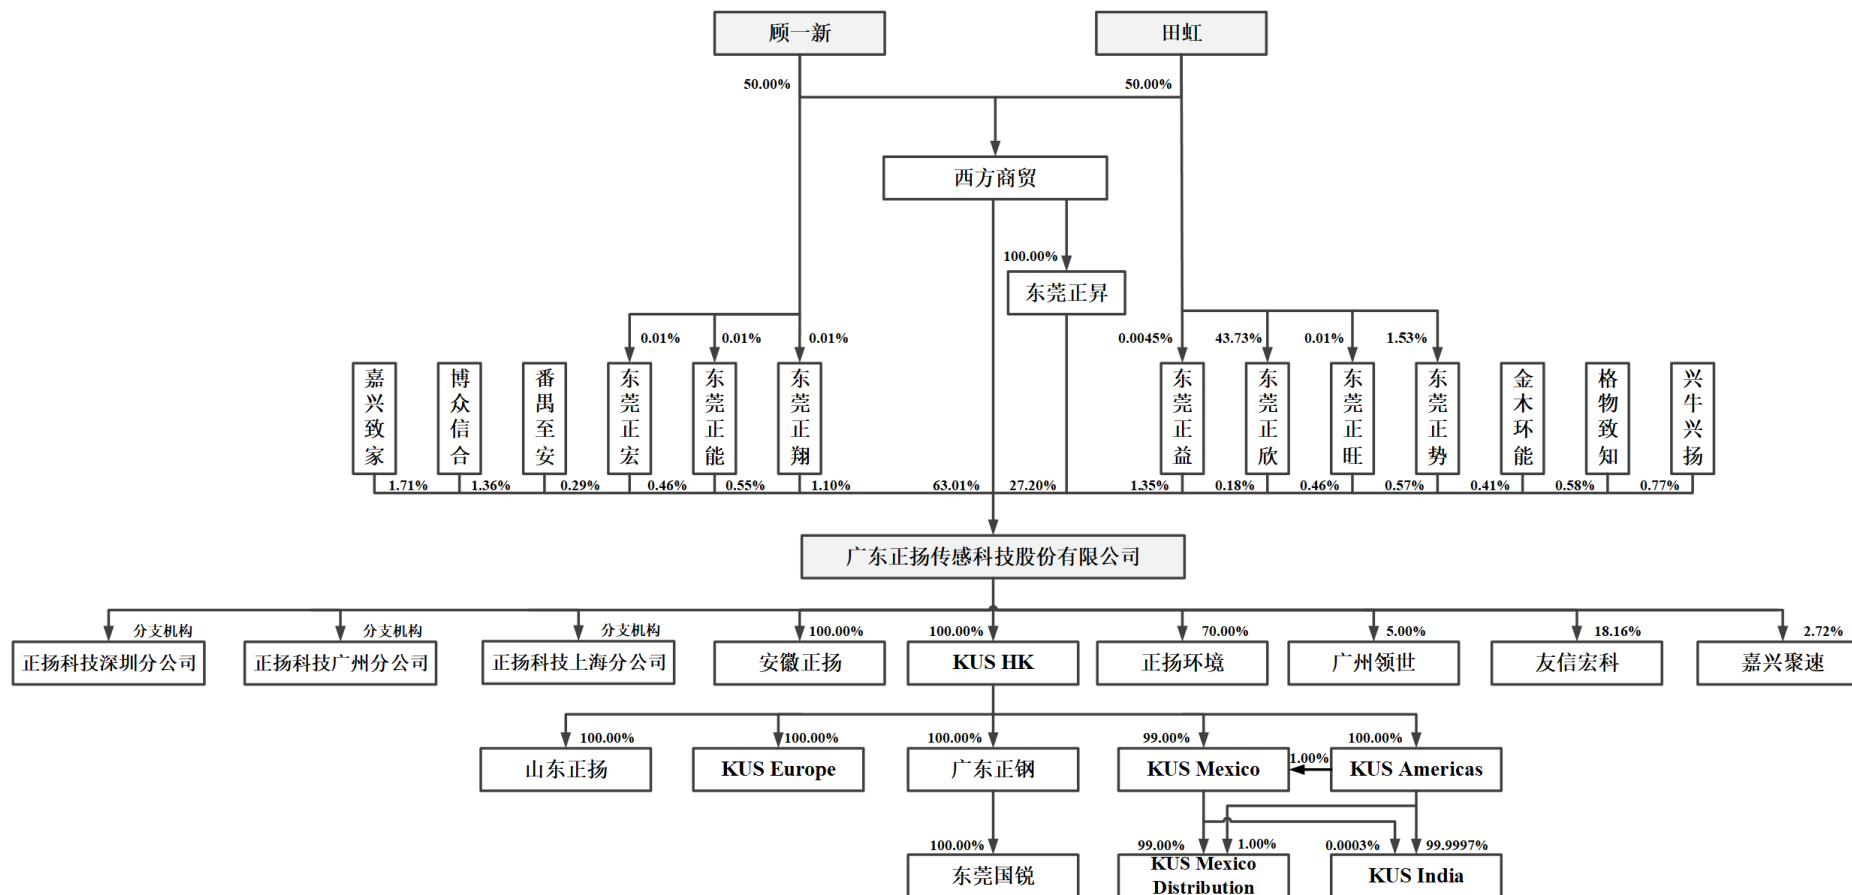 顾一新
田虹
50.00%
50.00%
西方商贸
100.00%
东莞正昇
0.01%
0.01%
0.01%
0.0045%
43.73%
0.01%
1.53%
嘉兴致家
博众信合
番禺至安
东莞正宏
东莞正能
东莞正翔
东莞正益
东莞正欣
东莞正旺
东莞正势
金木环能
格物致知
兴牛兴扬
1.71%
1.36%
0.29%
0.46%
0.55%
1.10%
63.01%
27.20%
1.35%
0.18%
0.46%
0.57%
0.41%
0.58%
0.77%
广东正扬传感科技股份有限公司
分支机构
分支机构
分支机构
100.00%
100.00%
70.00%
5.00%
18.16%
2.72%
正扬科技深圳分公司
正扬科技广州分公司
正扬科技上海分公司
安徽正扬
KUS HK
正扬环境
广州领世
友信宏科
嘉兴聚速
100.00%
100.00%
100.00%
99.00%
100.00%
山东正扬
KUS Europe
广东正钢
KUS Mexico
1.00%
KUS Americas
100.00%
99.00%
1.00%
0.0003%
99.9997%
东莞国锐
KUS Mexico
Distribution
KUS India